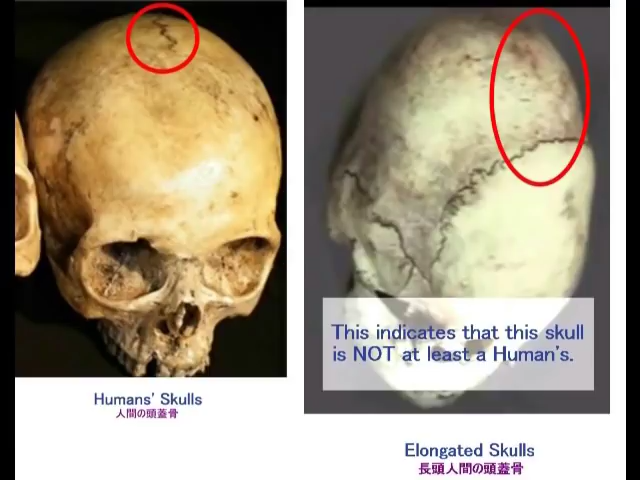 This indicates that this skull
is NOT at least a Human's.
Humans' Skulls
人間の頭蓋骨
Elongated Skulls
長頭人間の頭蓋骨